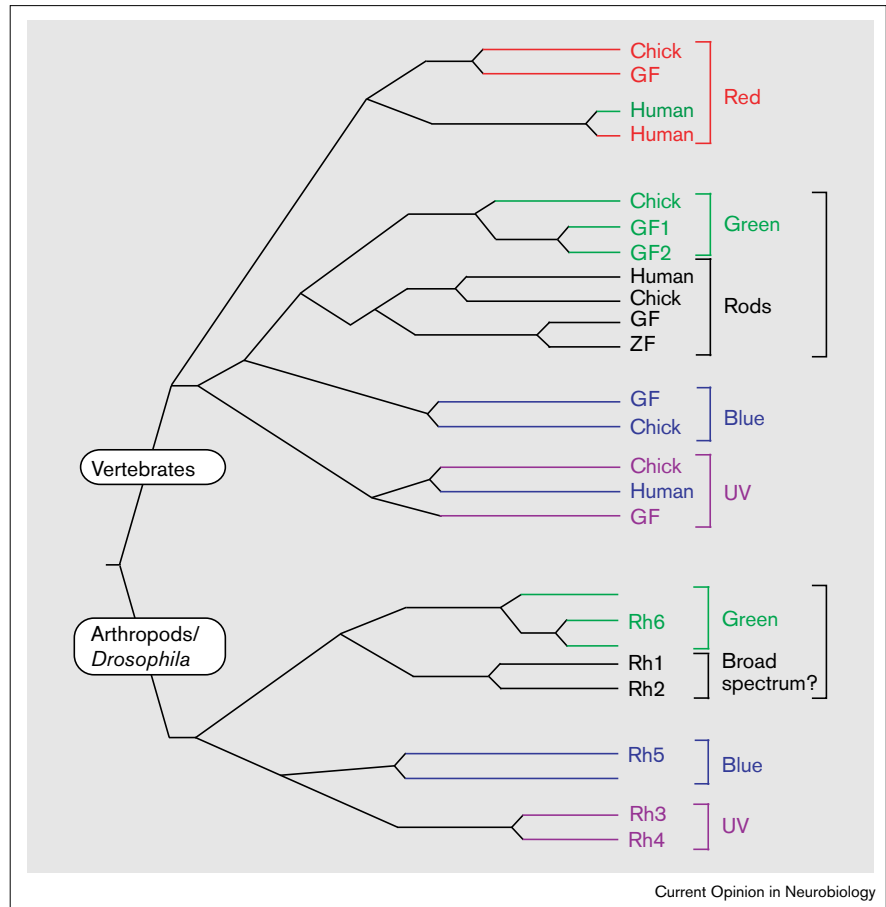 Chick
GF
Human
Human
Red
Chick
GF1
GF2
Green
Human
Chick
GF
ZF
Rods
GF
Chick
Blue
Chick
Human
GF
UV
Vertebrates
Arthropods/
Drosophila
Rh6
Green
Rh1
Rh2
Broad
spectrum?
Rh5
Blue
Rh3
Rh4
UV
Current Opinion in Neurobiology